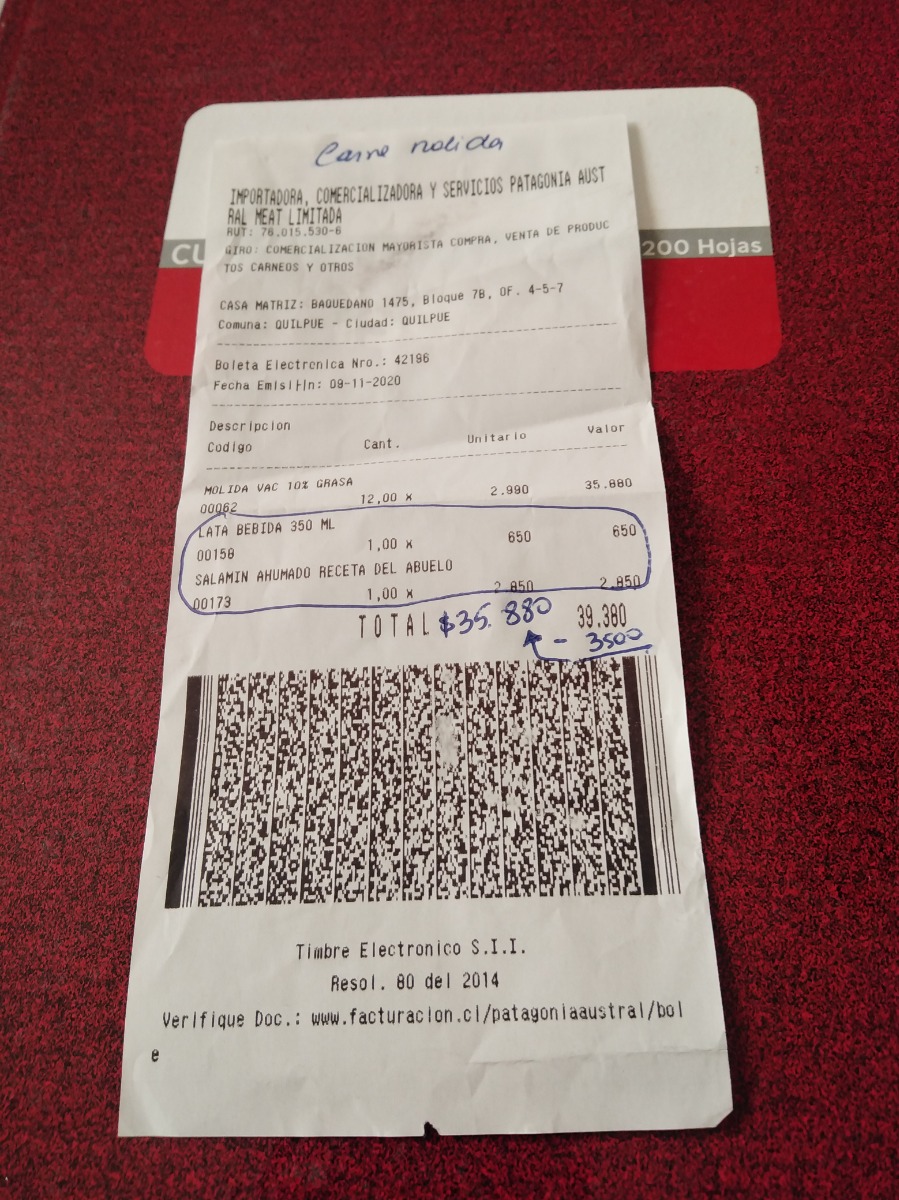 Carne molida
IMPORTADORA, COMERCIALIZADORA Y SERVICIOS PATAGONIA AUST
RAL MEAT LIMITADA
RUT: 76.015.530-6
GIRO: COMERCIALIZACION MAYORISTA COMPRA, VENTA DE PRODUC
TOS CARNEOS Y OTROS
CU 200 Hojas
CASA MATRIZ: BAQUEDANO 1475, Bloque 7B, OF. 4-5-7
Comuna: QUILPUE - Ciudad: QUILPUE
Boleta Electronica Nro.: 42196
Fecha Emisi├│n: 09-11-2020
Descripcion
Codigo Cant. Unitario Valor
MOLIDA VAC 10% GRASA
00062 12,00 x 2.990 35.880
LATA BEBIDA 350 ML
00158 1,00 x 650 650
SALAMIN AHUMADO RECETA DEL ABUELO
00173 1,00 x 2.850 2.850
TOTAL $35.880 39.380
- 3500
Timbre Electronico S.I.I.
Resol. 80 del 2014
Verifique Doc.: www.facturacion.cl/patagoniaaustral/bol
e